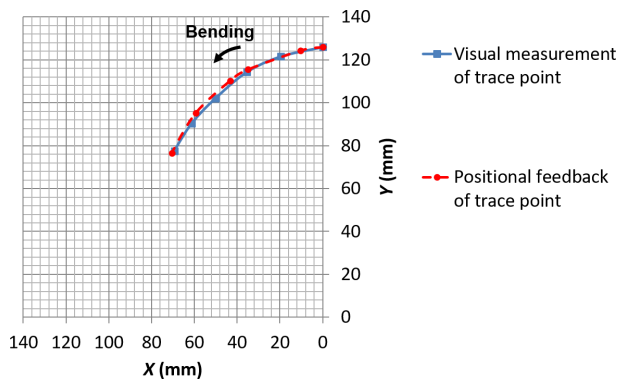 Bending
140
120
100
80
60
40
20
0
Y (mm)
140 120 100 80 60 40 20 0
X (mm)
Visual measurement
of trace point
Positional feedback
of trace point